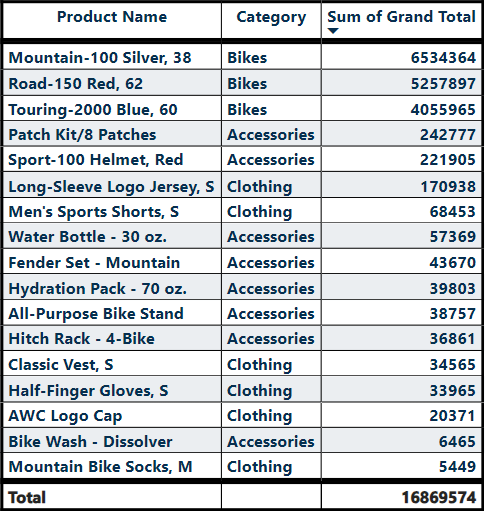 Product Name Category Sum of Grand Total
Mountain-100 Silver, 38 Bikes 6534364
Road-150 Red, 62 Bikes 5257897
Touring-2000 Blue, 60 Bikes 4055965
Patch Kit/8 Patches Accessories 242777
Sport-100 Helmet, Red Accessories 221905
Long-Sleeve Logo Jersey, S Clothing 170938
Men's Sports Shorts, S Clothing 68453
Water Bottle - 30 oz. Accessories 57369
Fender Set - Mountain Accessories 43670
Hydration Pack - 70 oz. Accessories 39803
All-Purpose Bike Stand Accessories 38757
Hitch Rack - 4-Bike Accessories 36861
Classic Vest, S Clothing 34565
Half-Finger Gloves, S Clothing 33965
AWC Logo Cap Clothing 20371
Bike Wash - Dissolver Accessories 6465
Mountain Bike Socks, M Clothing 5449
Total 16869574